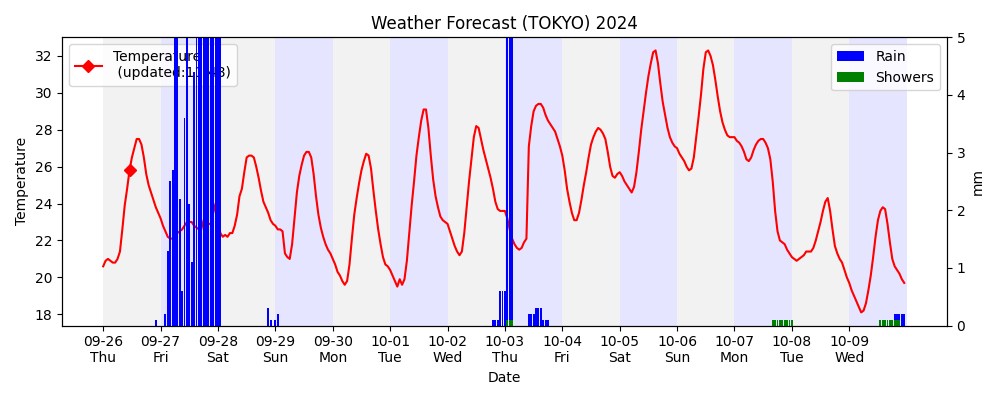 Weather Forecast (TOKYO) 2024
Temperature
Rain
Showers
Temperature
mm
32
30
28
26
24
22
20
18
5
4
3
2
1
0
09-26 09-27 09-28 09-29 09-30 10-01 10-02 10-03 10-04 10-05 10-06 10-07 10-08 10-09
Thu Fri Sat Sun Mon Tue Wed Thu Fri Sat Sun Mon Tue Wed
Date